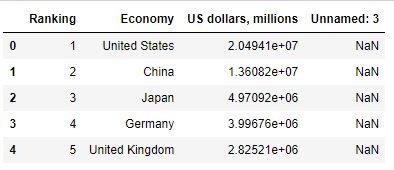 Ranking Economy US dollars, millions Unnamed: 3
0 1 United States 2.04941e+07 NaN
1 2 China 1.36082e+07 NaN
2 3 Japan 4.97092e+06 NaN
3 4 Germany 3.99676e+06 NaN
4 5 United Kingdom 2.82521e+06 NaN